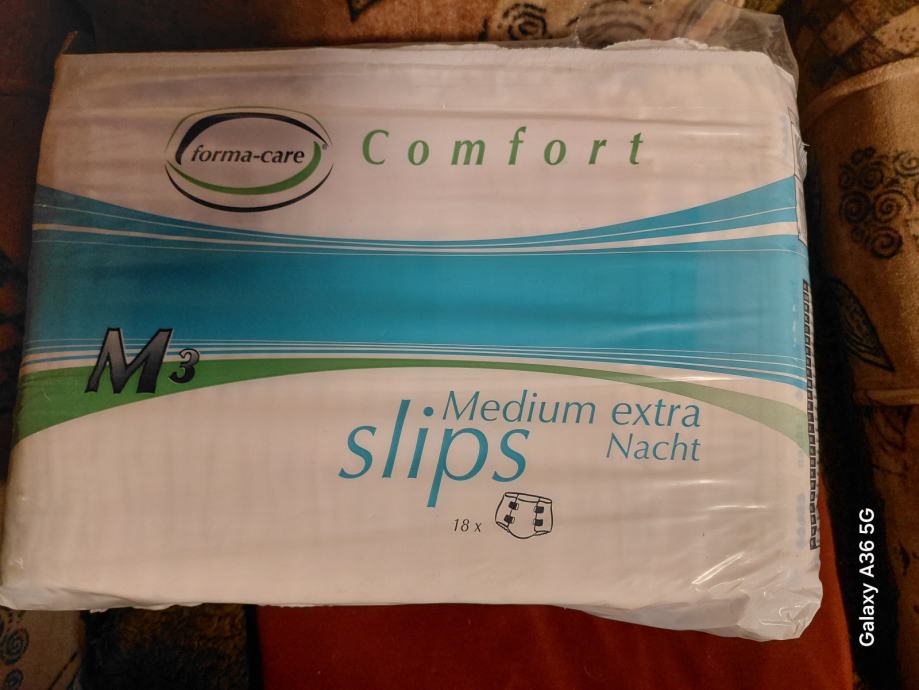 forma-care®
Comfort
M3
Medium extra
slips
Nacht
18 x
Galaxy A36 5G